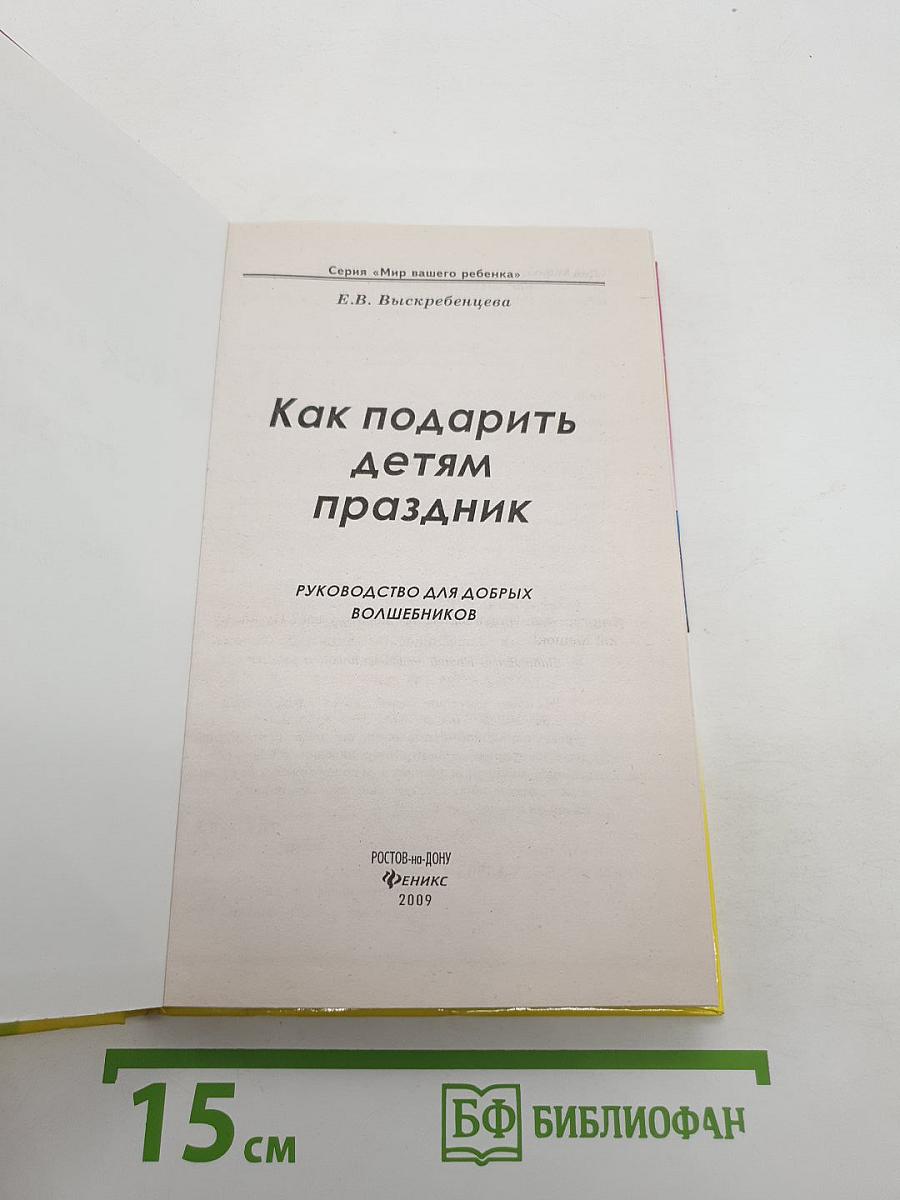 Серия «Мир вашего ребенка»
Е.В. Выскребенцева
Как подарить
детям
праздник
РУКОВОДСТВО ДЛЯ ДОБРЫХ
ВОЛШЕБНИКОВ
РОСТОВ-на-ДОНУ
ФЕНИКС
2009
15 см
БФ БИБЛИОФАН